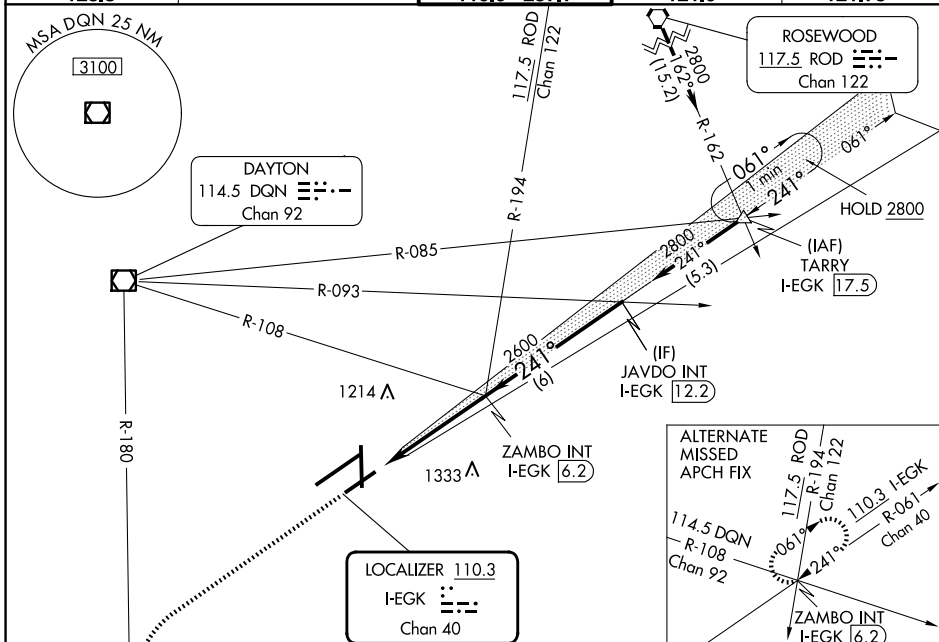 MSA DQN 25 NM
3100
117.5 ROD
Chan 122
2800
162°
(15.2)
R-162
ROSEWOOD
117.5 ROD
Chan 122
DAYTON
114.5 DQN
Chan 92
R-194
061°
1 min
241°
061°
HOLD 2800
(IAF)
TARRY
I-EGK 17.5
R-085
2800
241°
(5.3)
R-093
R-108
(IF)
JAVDO INT
I-EGK 12.2
2600
241°
(6)
1214
ZAMBO INT
I-EGK 6.2
1333
R-180
LOCALIZER 110.3
I-EGK
Chan 40
ALTERNATE
MISSED
APCH FIX
117.5 ROD
R-194
Chan 122
110.3 I-EGK
R-061
Chan 40
114.5 DQN
R-108
Chan 92
061°
241°
ZAMBO INT
I-EGK 6.2